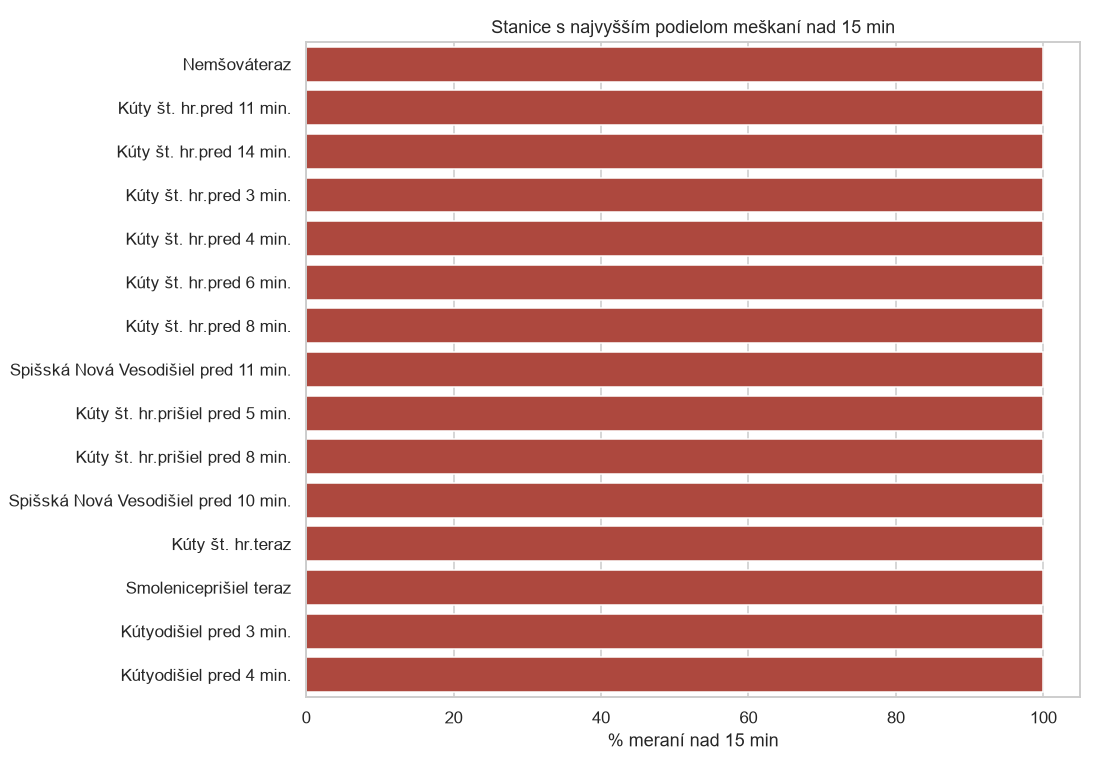 Stanice s najvyšším podielom meškaní nad 15 min
Nemšováteraz
Kúty št. hr.pred 11 min.
Kúty št. hr.pred 14 min.
Kúty št. hr.pred 3 min.
Kúty št. hr.pred 4 min.
Kúty št. hr.pred 6 min.
Kúty št. hr.pred 8 min.
Spišská Nová Vesodišiel pred 11 min.
Kúty št. hr.prišiel pred 5 min.
Kúty št. hr.prišiel pred 8 min.
Spišská Nová Vesodišiel pred 10 min.
Kúty št. hr.teraz
Smoleniceprišiel teraz
Kútyodišiel pred 3 min.
Kútyodišiel pred 4 min.
0 20 40 60 80 100
% meraní nad 15 min